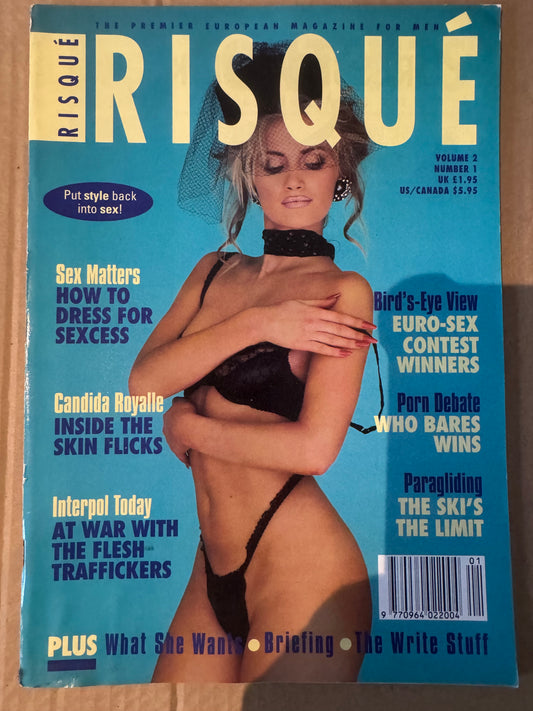 THE PREMIER EUROPEAN MAGAZINE FOR MEN
RISQUÉ
RISQUÉ
VOLUME 2
NUMBER 1
UK £1.95
US/CANADA $5.95
Put style back
into sex!
Sex Matters
HOW TO
DRESS FOR
SEXCESS
Candida Royalle
INSIDE THE
SKIN FLICKS
Interpol Today
AT WAR WITH
THE FLESH
TRAFFICKERS
Bird's-Eye View
EURO-SEX
CONTEST
WINNERS
Porn Debate
WHO BARES
WINS
Paragliding
THE SKI'S
THE LIMIT
01
9 770964 022004
PLUS What She Wants • Briefing • The Write Stuff